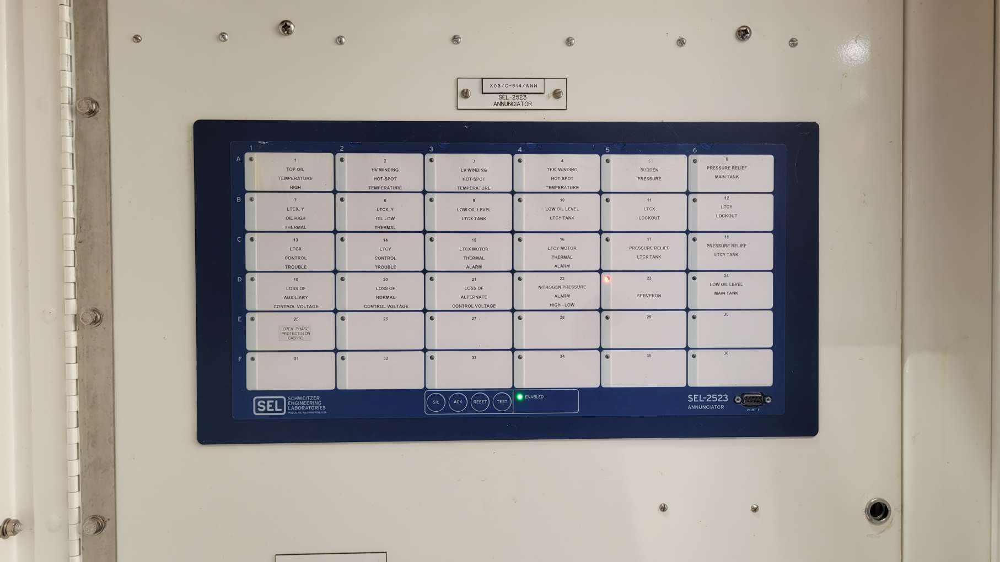 X03/C-514/ANN
SEL-2523
ANNUNCIATOR
1 2 3 4 5 6
A
1
TOP OIL
TEMPERATURE
HIGH
2
HV WINDING
HOT-SPOT
TEMPERATURE
3
LV WINDING
HOT-SPOT
TEMPERATURE
4
TER. WINDING
HOT-SPOT
TEMPERATURE
5
SUDDEN
PRESSURE
6
PRESSURE RELIEF
MAIN TANK
B
7
LTCX, Y
OIL HIGH
THERMAL
8
LTCX, Y
OIL LOW
THERMAL
9
LOW OIL LEVEL
LTCX TANK
10
LOW OIL LEVEL
LTCY TANK
11
LTCX
LOCKOUT
12
LTCY
LOCKOUT
C
13
LTCX
CONTROL
TROUBLE
14
LTCY
CONTROL
TROUBLE
15
LTCX MOTOR
THERMAL
ALARM
16
LTCY MOTOR
THERMAL
ALARM
17
PRESSURE RELIEF
LTCX TANK
18
PRESSURE RELIEF
LTCY TANK
D
19
LOSS OF
AUXILIARY
CONTROL VOLTAGE
20
LOSS OF
NORMAL
CONTROL VOLTAGE
21
LOSS OF
ALTERNATE
CONTROL VOLTAGE
22
NITROGEN PRESSURE
ALARM
HIGH - LOW
23
SERVERON
24
LOW OIL LEVEL
MAIN TANK
E
25
OPEN PHASE
PROTECTIION
CAB192
26
27
28
29
30
F
31
32
33
34
35
36
SEL
SCHWEITZER
ENGINEERING
LABORATORIES
PULLMAN, WASHINGTON USA
SIL
ACK
RESET
TEST
ENABLED
SEL-2523
ANNUNCIATOR
PORT F